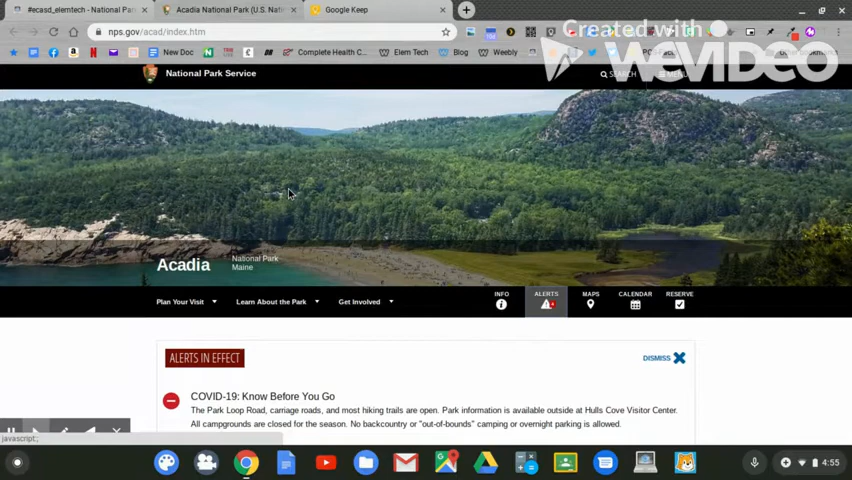 #ecasd_elemtech - National Par
Acadia National Park (U.S. Nati
Google Keep
Created with
WeVideo
nps.gov/acad/index.htm
New Doc
Complete Health C...
Elem Tech
Blog
Weebly
National Park Service
SEARCH
MENU
Acadia
National Park
Maine
Plan Your Visit
Learn About the Park
Get Involved
INFO
ALERTS
MAPS
CALENDAR
RESERVE
ALERTS IN EFFECT
DISMISS
COVID-19: Know Before You Go
The Park Loop Road, carriage roads, and most hiking trails are open. Park information is available outside at Hulls Cove Visitor Center.
All campgrounds are closed for the season. No backcountry or "out-of-bounds" camping or overnight parking is allowed.
javascript:;
4:55